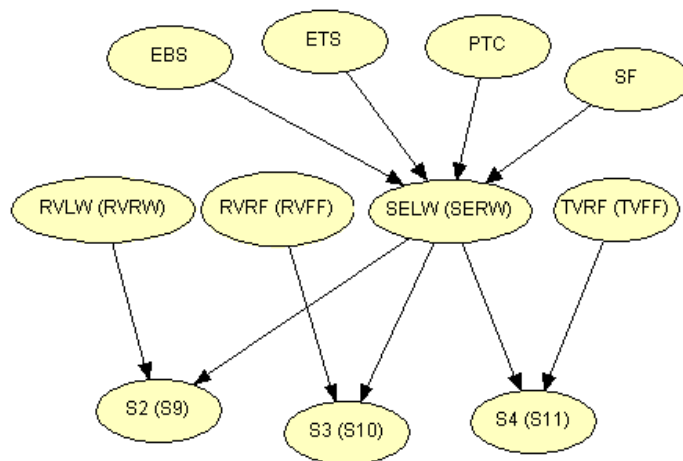 EBS
ETS
PTC
SF
RVLW (RVRW)
RVRF (RVFF)
SELW (SERW)
TVRF (TVFF)
S2 (S9)
S3 (S10)
S4 (S11)